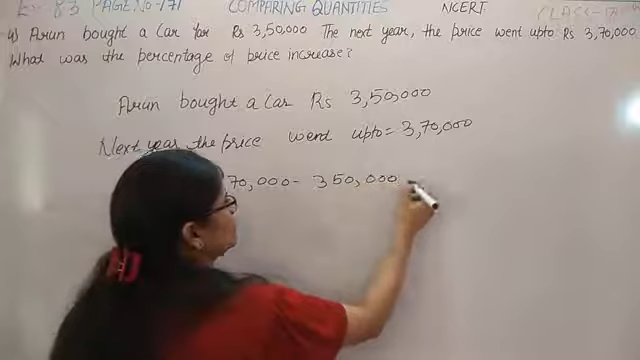 Ex- 8.3 PAGE No-171 COMPARING QUANTITIES NCERT CLASS-
4) Arun bought a Car for Rs 3,50,000 The next year, the price went upto Rs 3,70,000
What was the percentage of price increase?
Arun bought a Car Rs 3,50,000
Next year the price went upto = 3,70,000
70,000- 350,000